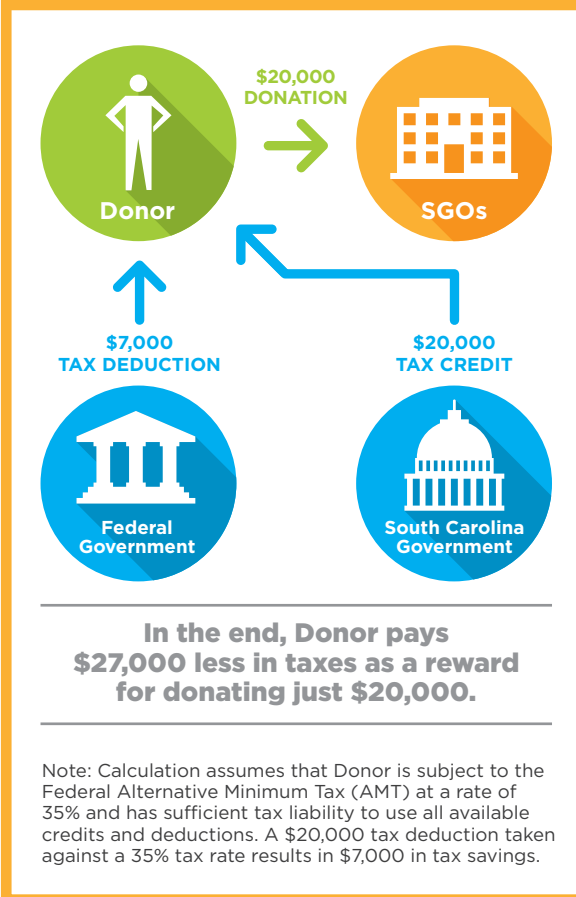 $20,000
DONATION
Donor
SGOs
$7,000
TAX DEDUCTION
$20,000
TAX CREDIT
Federal
Government
South Carolina
Government
In the end, Donor pays
$27,000 less in taxes as a reward
for donating just $20,000.
Note: Calculation assumes that Donor is subject to the
Federal Alternative Minimum Tax (AMT) at a rate of
35% and has sufficient tax liability to use all available
credits and deductions. A $20,000 tax deduction taken
against a 35% tax rate results in $7,000 in tax savings.